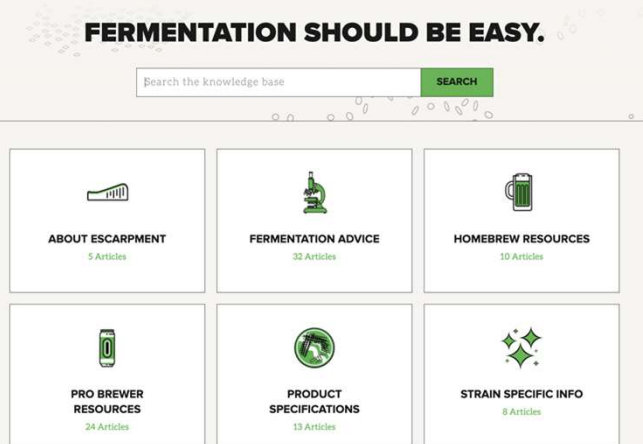 FERMENTATION SHOULD BE EASY.
Search the knowledge base
SEARCH
ABOUT ESCARPMENT
5 Articles
FERMENTATION ADVICE
32 Articles
HOMEBREW RESOURCES
10 Articles
PRO BREWER
RESOURCES
24 Articles
PRODUCT
SPECIFICATIONS
13 Articles
STRAIN SPECIFIC INFO
8 Articles